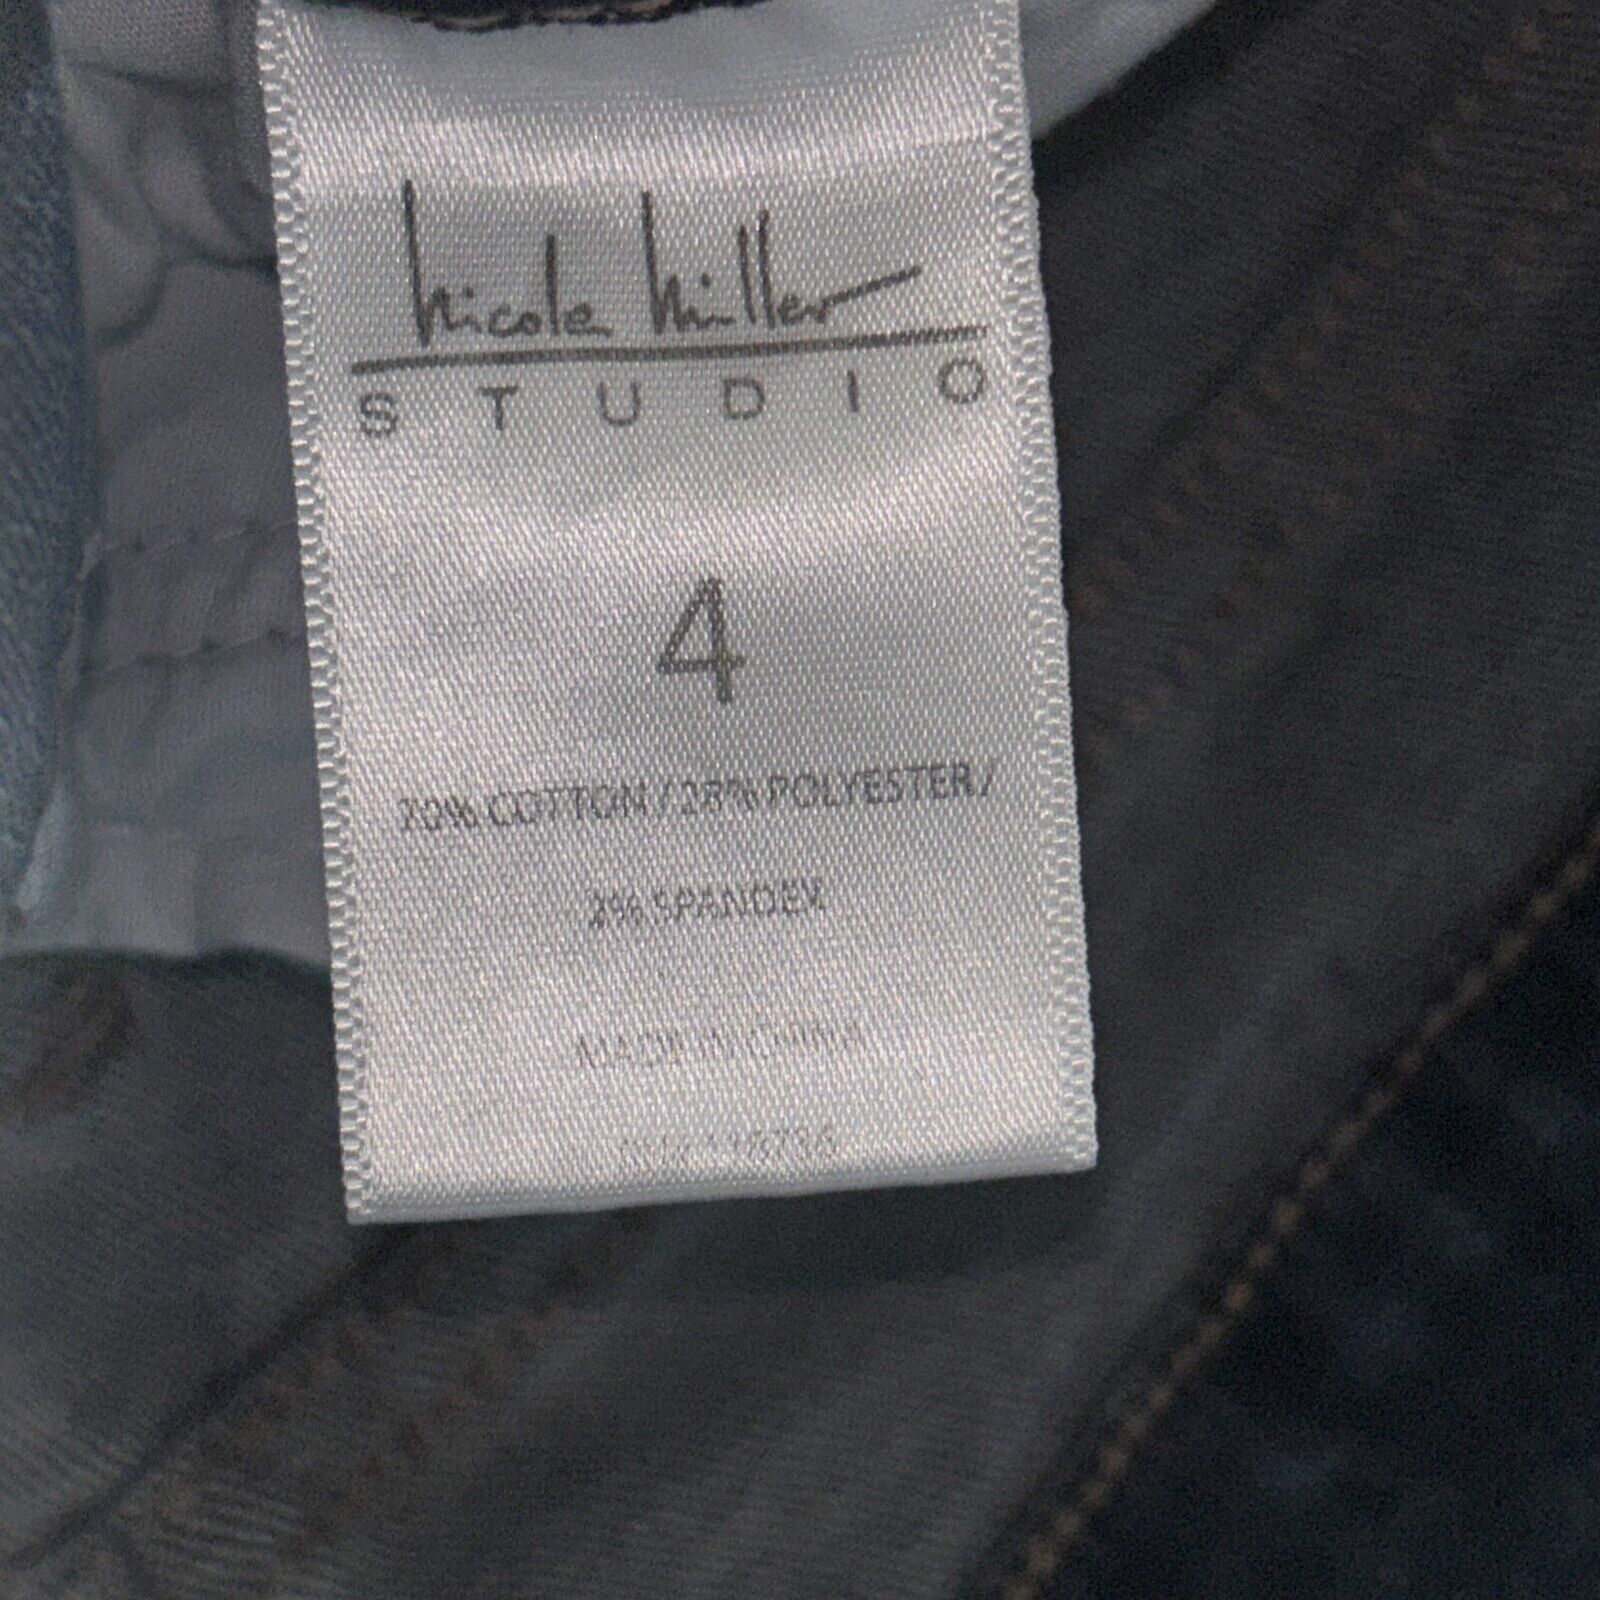 Nicole Miller
STUDIO
4
70% COTTON / 28% POLYESTER /
2% SPANDEX
MADE IN CHINA